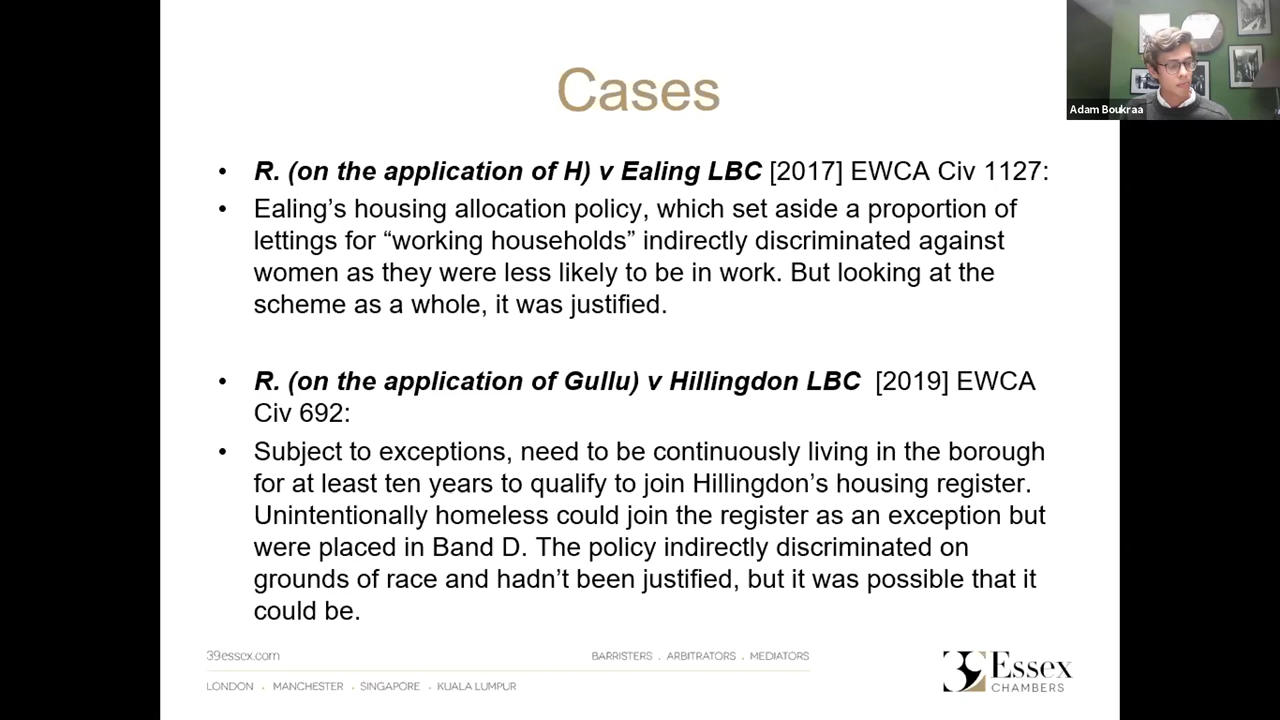 Adam Boukraa
Cases
• R. (on the application of H) v Ealing LBC [2017] EWCA Civ 1127:
• Ealing’s housing allocation policy, which set aside a proportion of
lettings for “working households” indirectly discriminated against
women as they were less likely to be in work. But looking at the
scheme as a whole, it was justified.
• R. (on the application of Gullu) v Hillingdon LBC [2019] EWCA
Civ 692:
• Subject to exceptions, need to be continuously living in the borough
for at least ten years to qualify to join Hillingdon’s housing register.
Unintentionally homeless could join the register as an exception but
were placed in Band D. The policy indirectly discriminated on
grounds of race and hadn’t been justified, but it was possible that it
could be.
39essex.com
BARRISTERS . ARBITRATORS . MEDIATORS
LONDON . MANCHESTER . SINGAPORE . KUALA LUMPUR
39 Essex
CHAMBERS